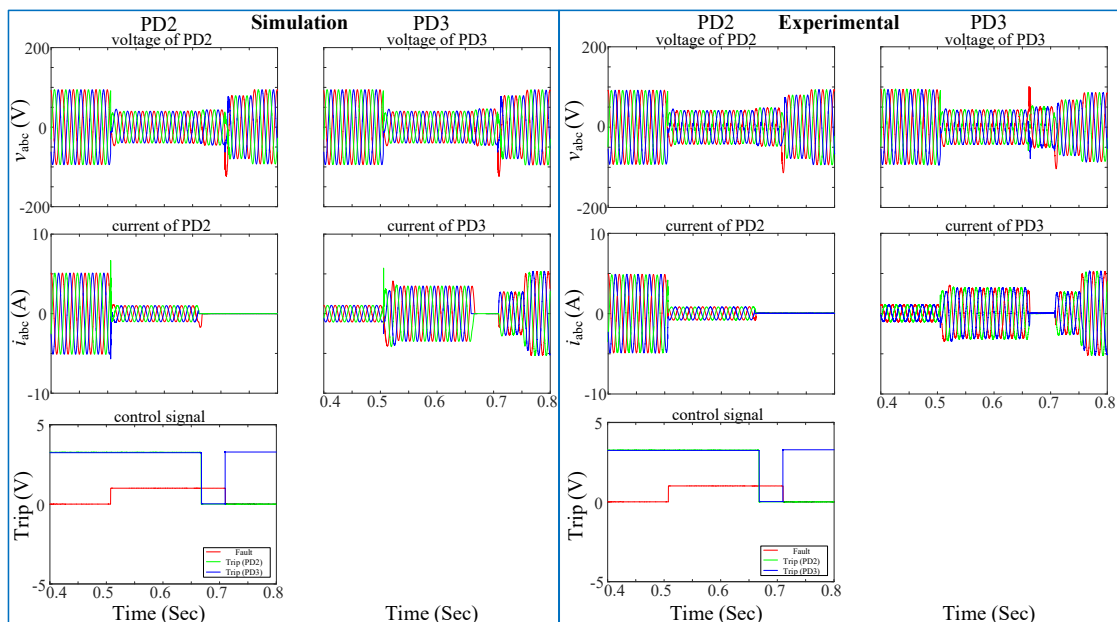 PD2 Simulation PD3
voltage of PD2 voltage of PD3
200
0
-200
v_abc (V)
current of PD2 current of PD3
10
0
-10
i_abc (A)
0.4 0.5 0.6 0.7 0.8
control signal
5
0
-5
Trip (V)
Fault
Trip (PD2)
Trip (PD3)
0.4 0.5 0.6 0.7 0.8
Time (Sec) Time (Sec)
PD2 Experimental PD3
voltage of PD2 voltage of PD3
200
0
-200
v_abc (V)
current of PD2 current of PD3
10
0
-10
i_abc (A)
0.4 0.5 0.6 0.7 0.8
control signal
5
0
-5
Trip (V)
Fault
Trip (PD2)
Trip (PD3)
0.4 0.5 0.6 0.7 0.8
Time (Sec) Time (Sec)